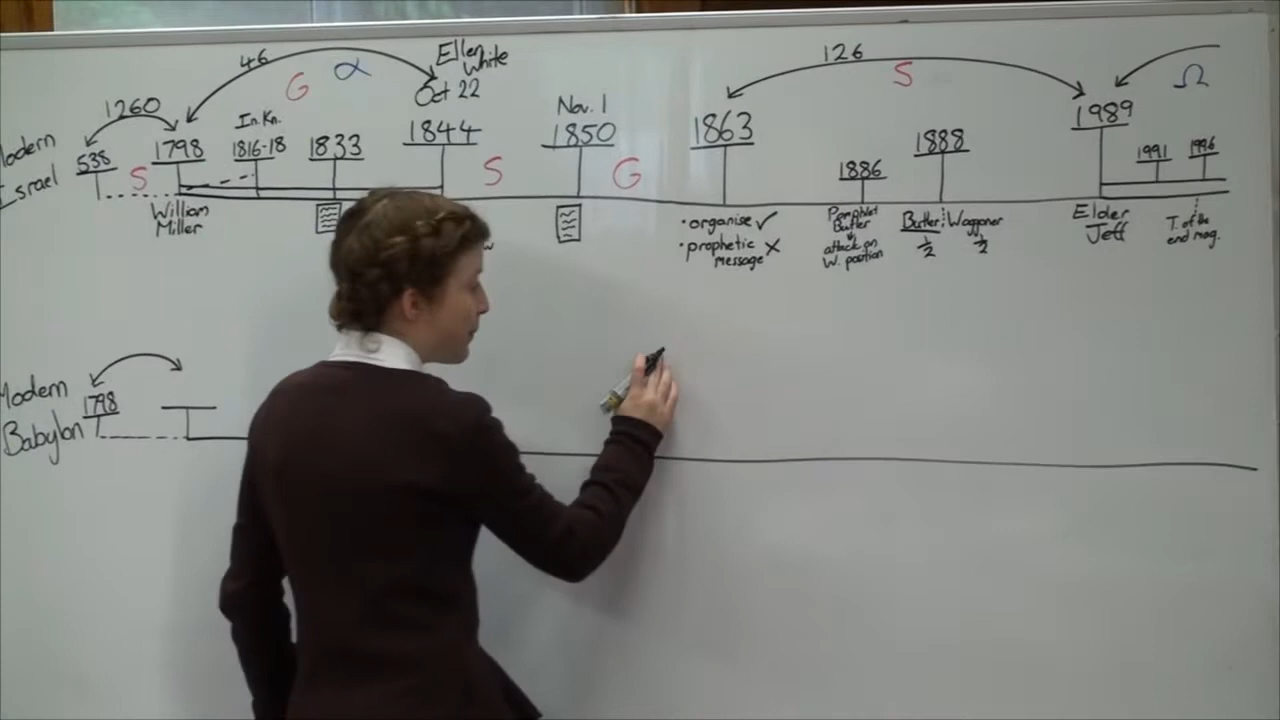 46
Ellen
White
Oct 22
G
α
126
S
Ω
1260
In. Kn.
Nov. 1
Modern
Israel
538
1798
1816-18
1833
1844
1850
1863
1886
1888
1989
1991
1996
S
S
G
William
Miller
• organise ✓
• prophetic
message X
Pamphlet
Butler
attack on
W. position
Butler
1/2
Waggoner
1/2
Elder
Jeff
T. of the
end mag.
Modern
Babylon
1798